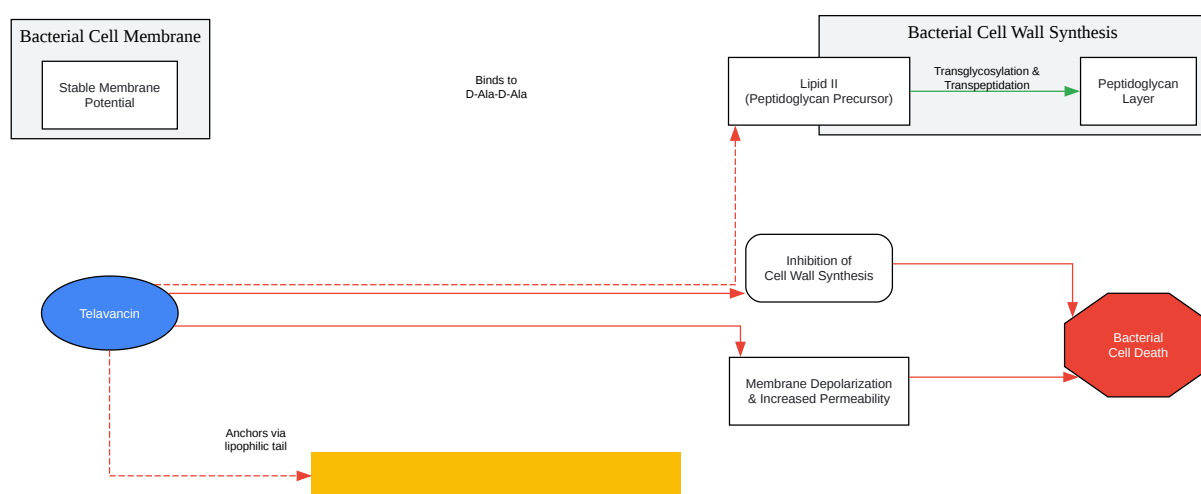 Bacterial Cell Membrane
Stable Membrane
Potential
Binds to
D-Ala-D-Ala
Bacterial Cell Wall Synthesis
Lipid II
(Peptidoglycan Precursor)
Transglycosylation &
Transpeptidation
Peptidoglycan
Layer
Inhibition of
Cell Wall Synthesis
Telavancin
Bacterial
Cell Death
Membrane Depolarization
& Increased Permeability
Anchors via
lipophilic tail